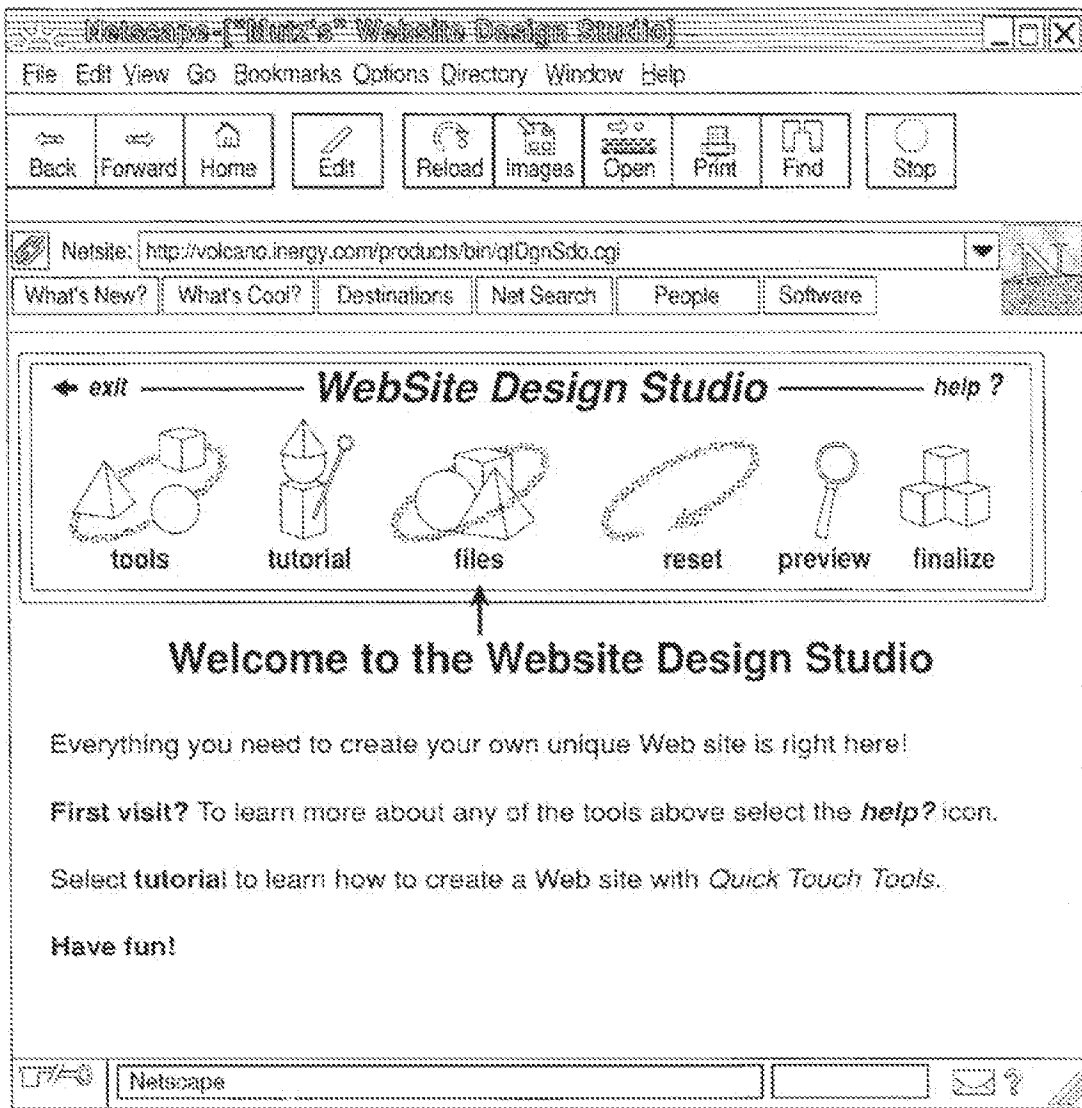 Netscape-["Nutz's" Website Design Studio]
File Edit View Go Bookmarks Options Directory Window Help
Back Forward Home Edit Reload Images Open Print Find Stop
Netsite: http://volcano.inergy.com/products/bin/qtDgnSdo.cgi
What's New? What's Cool? Destinations Net Search People Software
exit WebSite Design Studio help ?
tools tutorial files reset preview finalize
Welcome to the Website Design Studio
Everything you need to create your own unique Web site is right here!
First visit? To learn more about any of the tools above select the help? icon.
Select tutorial to learn how to create a Web site with Quick Touch Tools.
Have fun!
Netscape